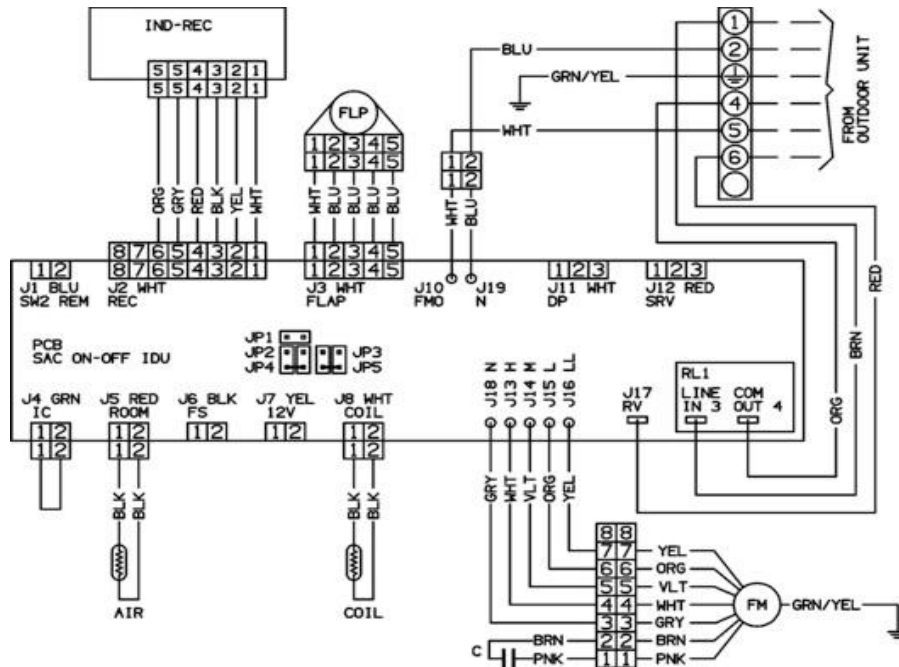 IND-REC
5 5 4 3 2 1
5 5 4 3 2 1
ORG GRY RED BLK YEL WHT
8 7 6 5 4 3 2 1
8 7 6 5 4 3 2 1
J2 WHT
REC
FLP
1 2 3 4 5
1 2 3 4 5
WHT BLU BLU BLU BLU
1 2 3 4 5
1 2 3 4 5
J3 WHT
FLAP
BLU
GRN/YEL
WHT
1 2
1 2
WHT BLU
J10
FMO
J19
N
1
2
4
5
6
FROM
OUTDOOR UNIT
1 2
J1 BLU
SW2 REM
1 2 3
J11 WHT
DP
1 2 3
J12 RED
SRV
RED
BRN
ORG
PCB
SAC ON-OFF IDU
JP1
JP2 JP3
JP4 JP5
J4 GRN
IC
1 2
1 2
J5 RED
ROOM
1 2
1 2
BLK BLK
AIR
J6 BLK
FS
1 2
J7 YEL
12V
1 2
J8 WHT
COIL
1 2
1 2
BLK BLK
COIL
J18 N
J13 H
J14 M
J15 L
J16 LL
GRY WHT VLT ORG YEL
J17
RV
RL1
LINE COM
IN 3 OUT 4
8 8
7 7 YEL
6 6 ORG
5 5 VLT
4 4 WHT
3 3 GRY
BRN 2 2 BRN
C PNK 1 1 PNK
FM
GRN/YEL